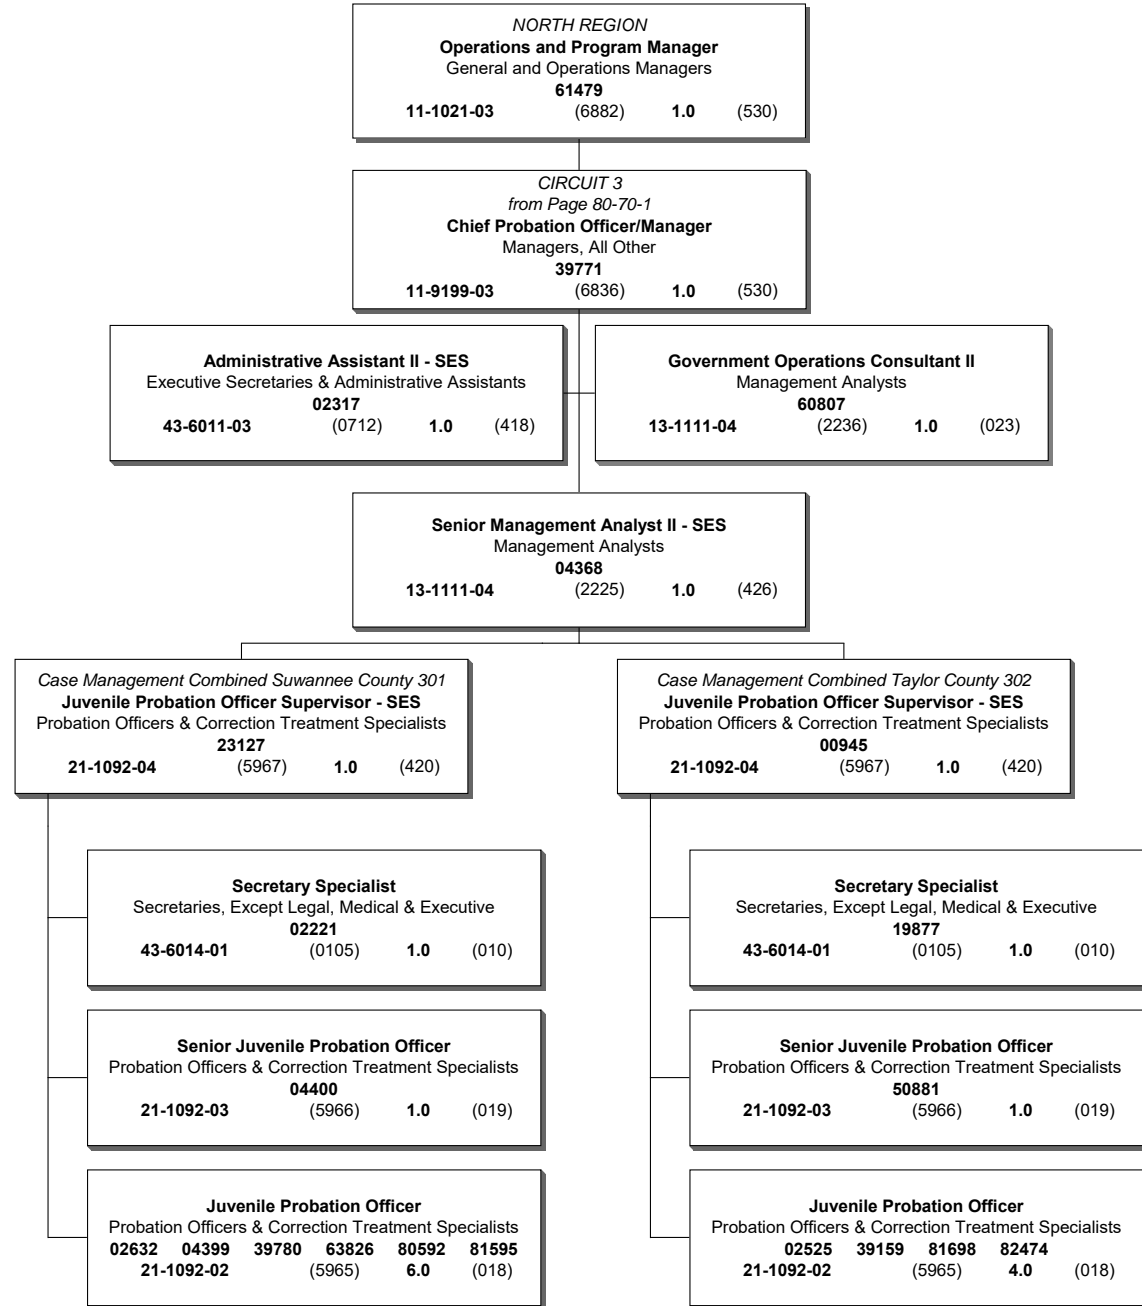 NORTH REGION
Operations and Program Manager
General and Operations Managers
61479
11-1021-03 (6882) 1.0 (530)
CIRCUIT 3
from Page 80-70-1
Chief Probation Officer/Manager
Managers, All Other
39771
11-9199-03 (6836) 1.0 (530)
Administrative Assistant II - SES
Executive Secretaries & Administrative Assistants
02317
43-6011-03 (0712) 1.0 (418)
Government Operations Consultant II
Management Analysts
60807
13-1111-04 (2236) 1.0 (023)
Senior Management Analyst II - SES
Management Analysts
04368
13-1111-04 (2225) 1.0 (426)
Case Management Combined Suwannee County 301
Juvenile Probation Officer Supervisor - SES
Probation Officers & Correction Treatment Specialists
23127
21-1092-04 (5967) 1.0 (420)
Secretary Specialist
Secretaries, Except Legal, Medical & Executive
02221
43-6014-01 (0105) 1.0 (010)
Senior Juvenile Probation Officer
Probation Officers & Correction Treatment Specialists
04400
21-1092-03 (5966) 1.0 (019)
Juvenile Probation Officer
Probation Officers & Correction Treatment Specialists
02632 04399 39780 63826 80592 81595
21-1092-02 (5965) 6.0 (018)
Case Management Combined Taylor County 302
Juvenile Probation Officer Supervisor - SES
Probation Officers & Correction Treatment Specialists
00945
21-1092-04 (5967) 1.0 (420)
Secretary Specialist
Secretaries, Except Legal, Medical & Executive
19877
43-6014-01 (0105) 1.0 (010)
Senior Juvenile Probation Officer
Probation Officers & Correction Treatment Specialists
50881
21-1092-03 (5966) 1.0 (019)
Juvenile Probation Officer
Probation Officers & Correction Treatment Specialists
02525 39159 81698 82474
21-1092-02 (5965) 4.0 (018)